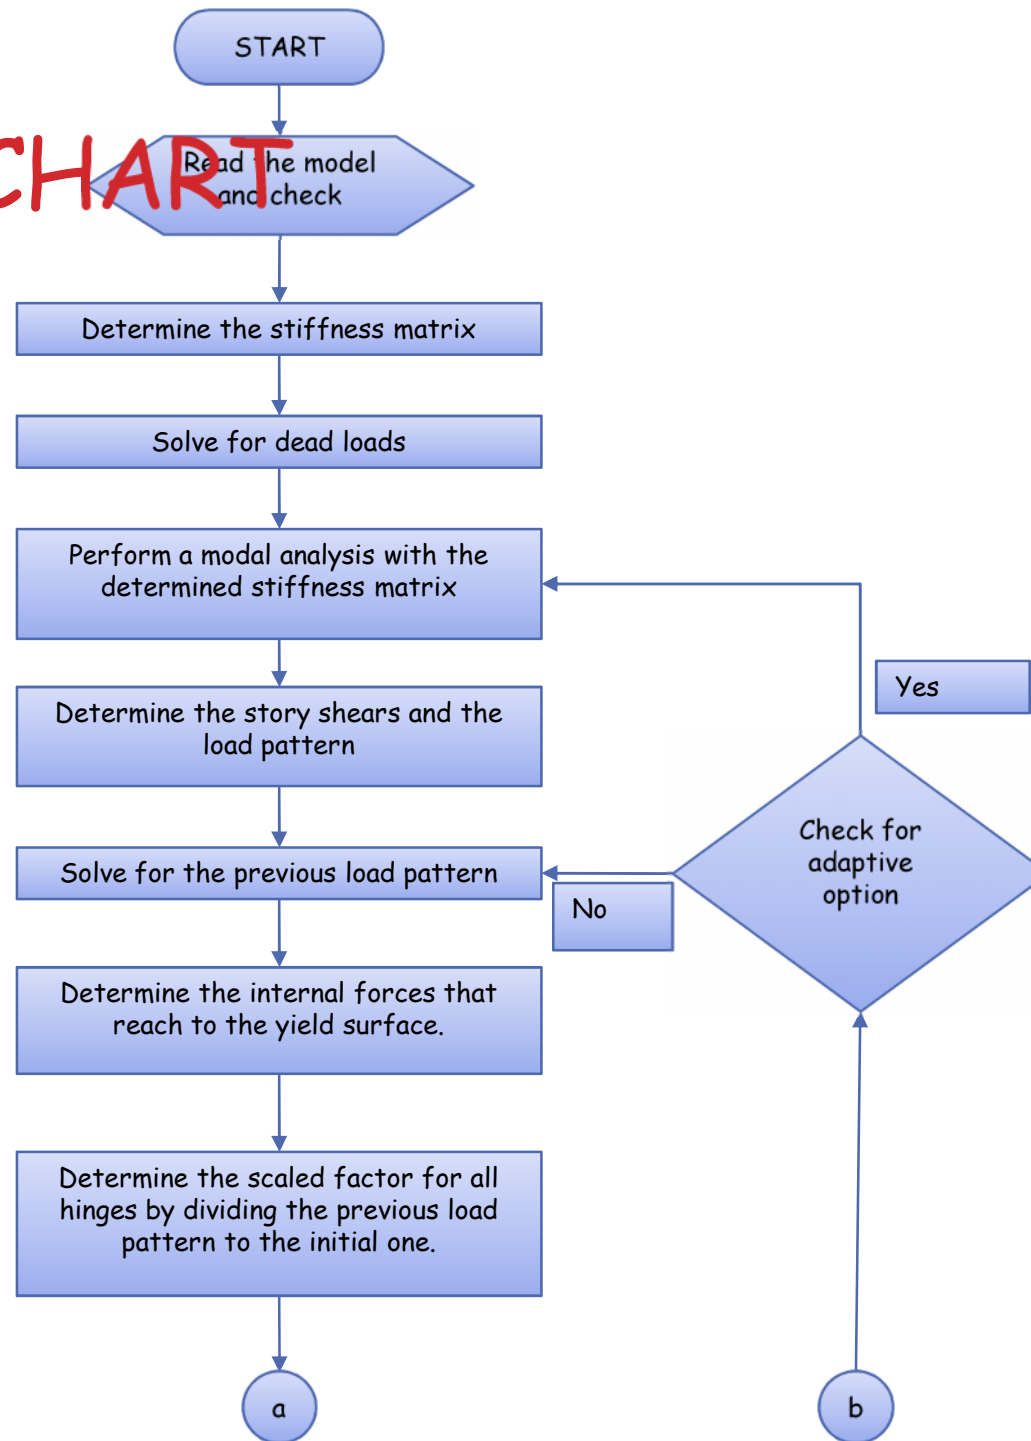 START
CHART
Read the model
and check
Determine the stiffness matrix
Solve for dead loads
Perform a modal analysis with the
determined stiffness matrix
Yes
Determine the story shears and the
load pattern
Check for
adaptive
option
Solve for the previous load pattern
No
Determine the internal forces that
reach to the yield surface.
Determine the scaled factor for all
hinges by dividing the previous load
pattern to the initial one.
a
b